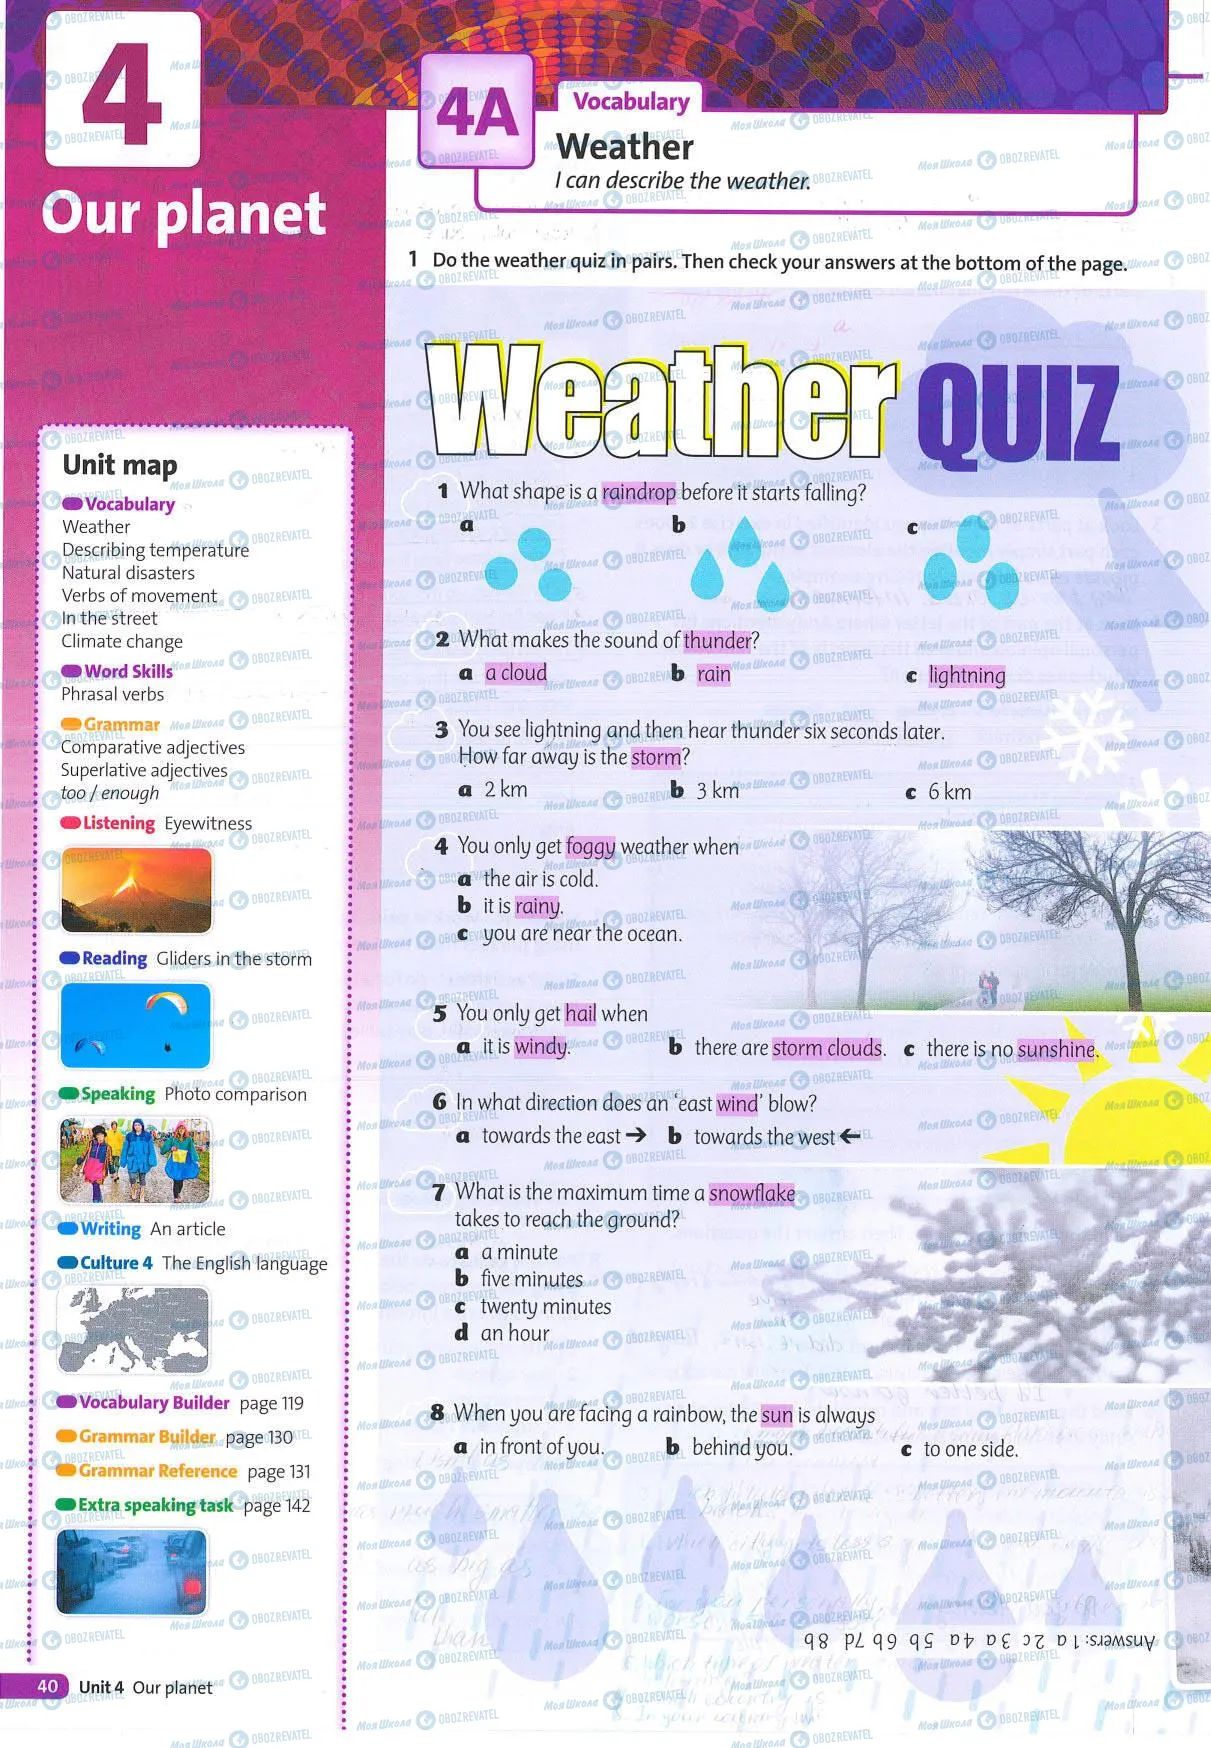 4
Our planet
4A
Vocabulary
Weather
I can describe the weather.
1 Do the weather quiz in pairs. Then check your answers at the bottom of the page.
Weather QUIZ
1 What shape is a raindrop before it starts falling?
a b c
2 What makes the sound of thunder?
a a cloud b rain c lightning
3 You see lightning and then hear thunder six seconds later.
How far away is the storm?
a 2 km b 3 km c 6 km
4 You only get foggy weather when
a the air is cold.
b it is rainy.
c you are near the ocean.
5 You only get hail when
a it is windy. b there are storm clouds. c there is no sunshine.
6 In what direction does an ‘east wind’ blow?
a towards the east → b towards the west ←
7 What is the maximum time a snowflake
takes to reach the ground?
a a minute
b five minutes
c twenty minutes
d an hour
8 When you are facing a rainbow, the sun is always
a in front of you. b behind you. c to one side.
Answers: 1a 2c 3a 4a 5b 6b 7d 8b
Unit map
Vocabulary
Weather
Describing temperature
Natural disasters
Verbs of movement
In the street
Climate change
Word Skills
Phrasal verbs
Grammar
Comparative adjectives
Superlative adjectives
too / enough
Listening Eyewitness
Reading Gliders in the storm
Speaking Photo comparison
Writing An article
Culture 4 The English language
Vocabulary Builder page 119
Grammar Builder page 130
Grammar Reference page 131
Extra speaking task page 142
40 Unit 4 Our planet
Моя Школа OBOZREVATEL